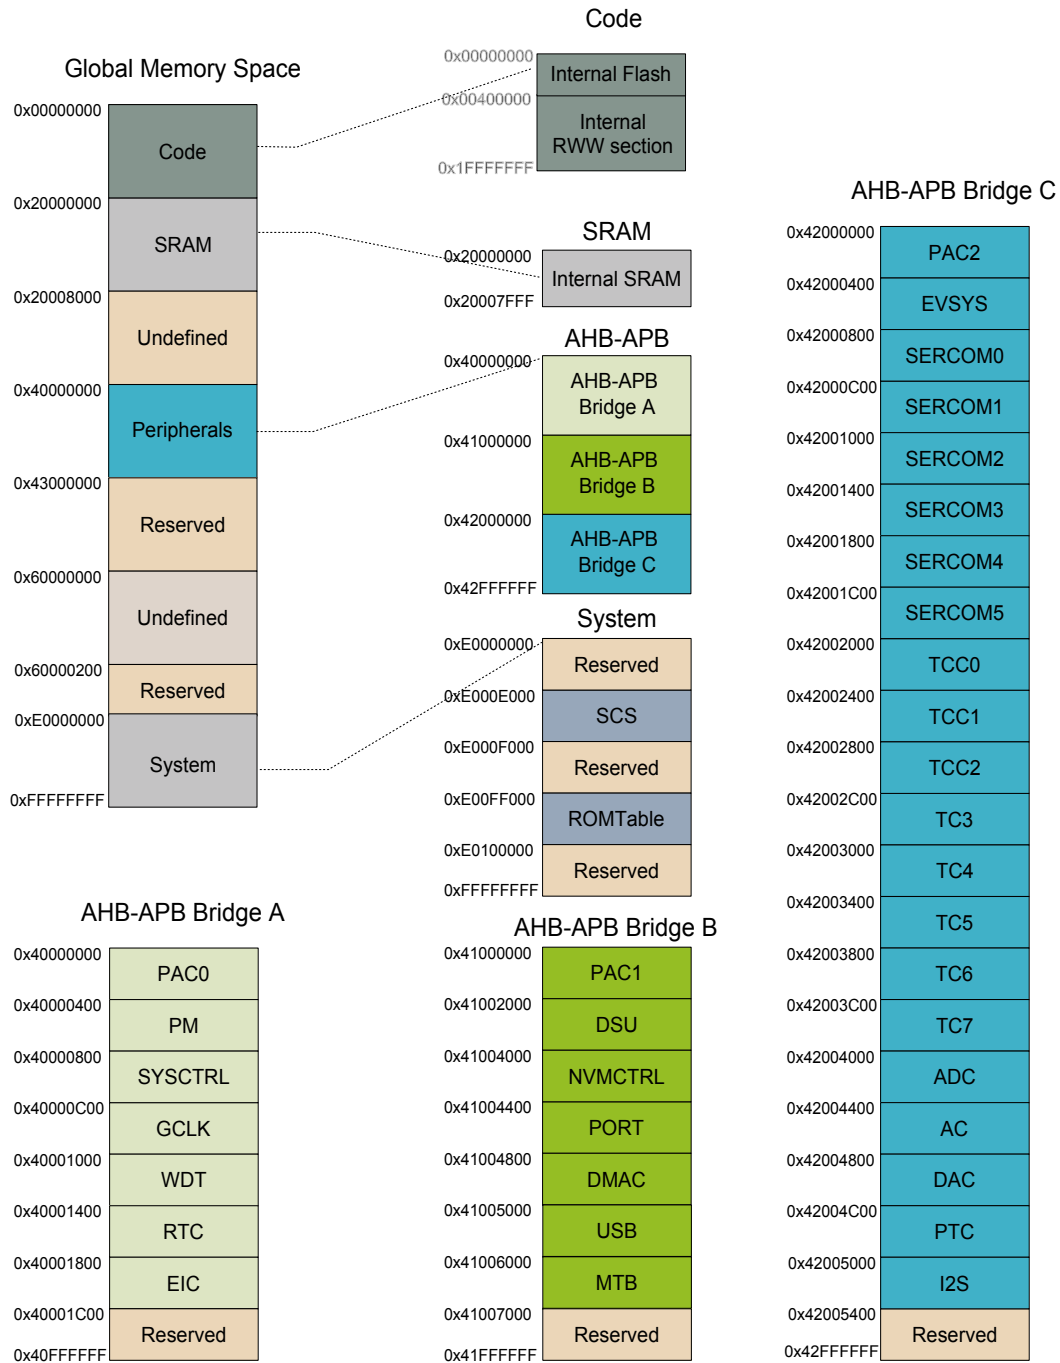 Code
0x00000000
Internal Flash
0x00400000
Internal
RWW section
0x1FFFFFFF
Global Memory Space
0x00000000
Code
0x20000000
SRAM
0x20008000
Undefined
0x40000000
Peripherals
0x43000000
Reserved
0x60000000
Undefined
0x60000200
Reserved
0xE0000000
System
0xFFFFFFFF
SRAM
0x20000000
Internal SRAM
0x20007FFF
AHB-APB
0x40000000
AHB-APB
Bridge A
0x41000000
AHB-APB
Bridge B
0x42000000
AHB-APB
Bridge C
0x42FFFFFF
System
0xE0000000
Reserved
0xE000E000
SCS
0xE000F000
Reserved
0xE00FF000
ROMTable
0xE0100000
Reserved
0xFFFFFFFF
AHB-APB Bridge A
0x40000000
PAC0
0x40000400
PM
0x40000800
SYSCTRL
0x40000C00
GCLK
0x40001000
WDT
0x40001400
RTC
0x40001800
EIC
0x40001C00
Reserved
0x40FFFFFF
AHB-APB Bridge B
0x41000000
PAC1
0x41002000
DSU
0x41004000
NVMCTRL
0x41004400
PORT
0x41004800
DMAC
0x41005000
USB
0x41006000
MTB
0x41007000
Reserved
0x41FFFFFF
AHB-APB Bridge C
0x42000000
PAC2
0x42000400
EVSYS
0x42000800
SERCOM0
0x42000C00
SERCOM1
0x42001000
SERCOM2
0x42001400
SERCOM3
0x42001800
SERCOM4
0x42001C00
SERCOM5
0x42002000
TCC0
0x42002400
TCC1
0x42002800
TCC2
0x42002C00
TC3
0x42003000
TC4
0x42003400
TC5
0x42003800
TC6
0x42003C00
TC7
0x42004000
ADC
0x42004400
AC
0x42004800
DAC
0x42004C00
PTC
0x42005000
I2S
0x42005400
Reserved
0x42FFFFFF